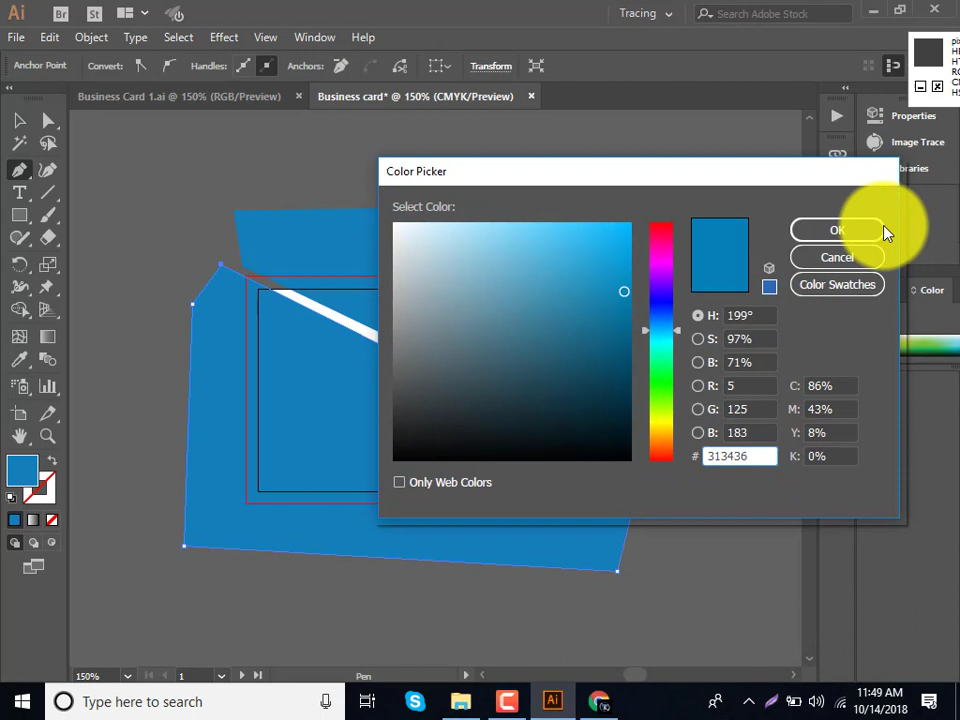 Ai Br St Tracing Search Adobe Stock
File Edit Object Type Select Effect View Window Help
Anchor Point Convert: Handles: Anchors: Transform
Business Card 1.ai @ 150% (RGB/Preview) × Business card* @ 150% (CMYK/Preview) ×
Properties
Image Trace
Color
Color Picker
Select Color:
OK
Cancel
Color Swatches
H: 199°
S: 97%
B: 71%
R: 5 C: 86%
G: 125 M: 43%
B: 183 Y: 8%
# 313436 K: 0%
Only Web Colors
150% 1 Pen
Type here to search
Ai
11:49 AM
10/14/2018